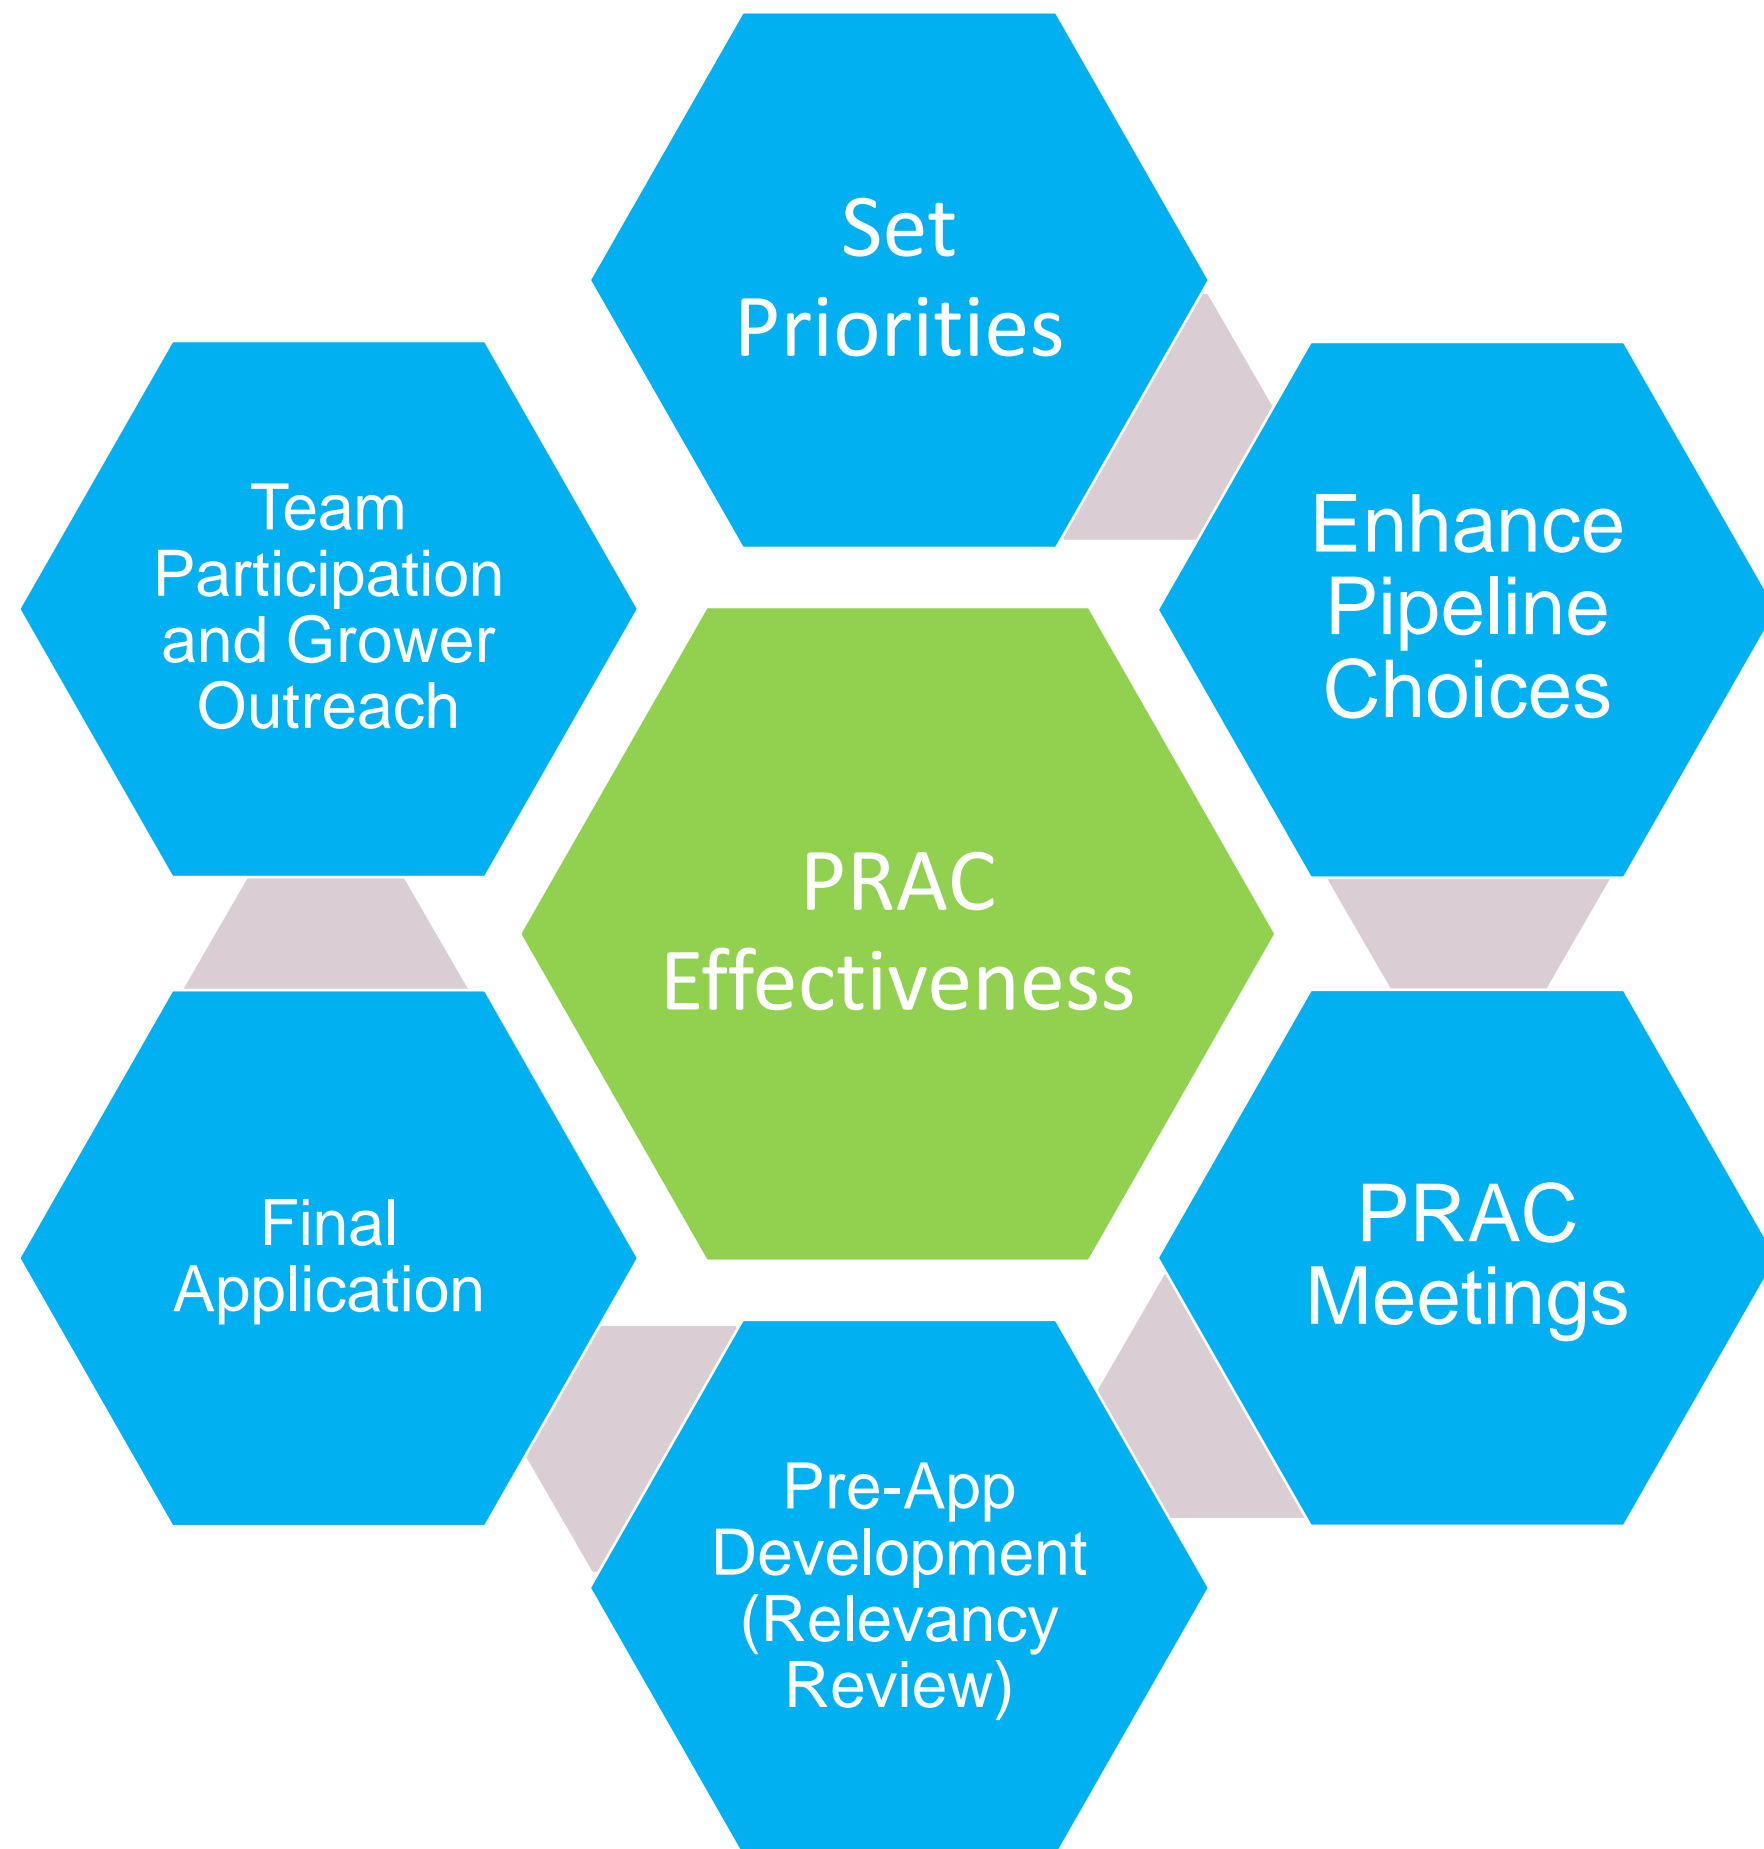 Set
Priorities
Enhance
Pipeline
Choices
PRAC
Meetings
Pre-App
Development
(Relevancy
Review)
Final
Application
Team
Participation
and Grower
Outreach
PRAC
Effectiveness